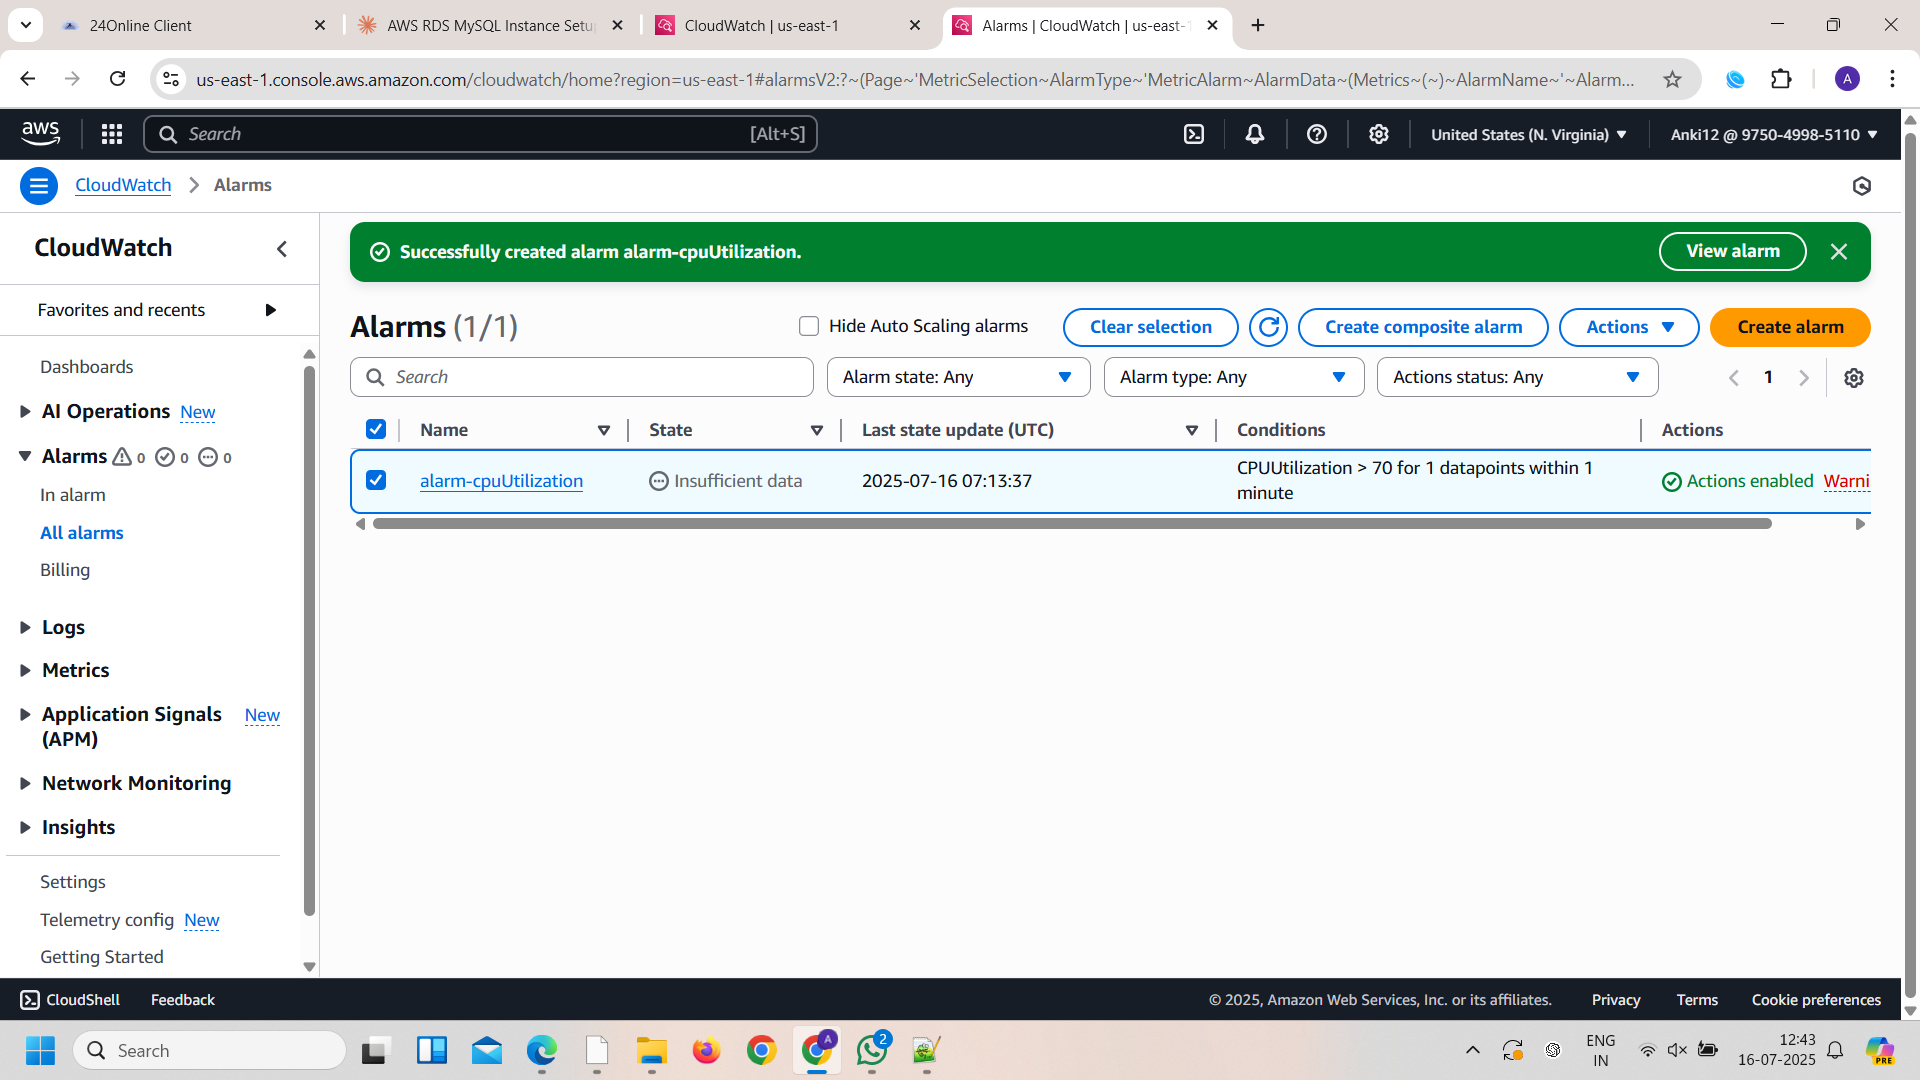 24Online Client
AWS RDS MySQL Instance Setup
CloudWatch | us-east-1
Alarms | CloudWatch | us-east-1
us-east-1.console.aws.amazon.com/cloudwatch/home?region=us-east-1#alarmsV2:?~(Page~'MetricSelection~AlarmType~'MetricAlarm~AlarmData~(Metrics~(~)~AlarmName~'~Alarm...
A
aws
Search
[Alt+S]
United States (N. Virginia)
Anki12 @ 9750-4998-5110
CloudWatch
Alarms
CloudWatch
Favorites and recents
Dashboards
AI Operations New
Alarms 0 0 0
In alarm
All alarms
Billing
Logs
Metrics
Application Signals New
(APM)
Network Monitoring
Insights
Settings
Telemetry config New
Getting Started
Successfully created alarm alarm-cpuUtilization.
View alarm
Alarms (1/1)
Hide Auto Scaling alarms
Clear selection
Create composite alarm
Actions
Create alarm
Search
Alarm state: Any
Alarm type: Any
Actions status: Any
1
Name
State
Last state update (UTC)
Conditions
Actions
alarm-cpuUtilization
Insufficient data
2025-07-16 07:13:37
CPUUtilization > 70 for 1 datapoints within 1
minute
Actions enabled
Warni
CloudShell
Feedback
© 2025, Amazon Web Services, Inc. or its affiliates.
Privacy
Terms
Cookie preferences
Search
A
2
ENG
IN
12:43
16-07-2025
PRE